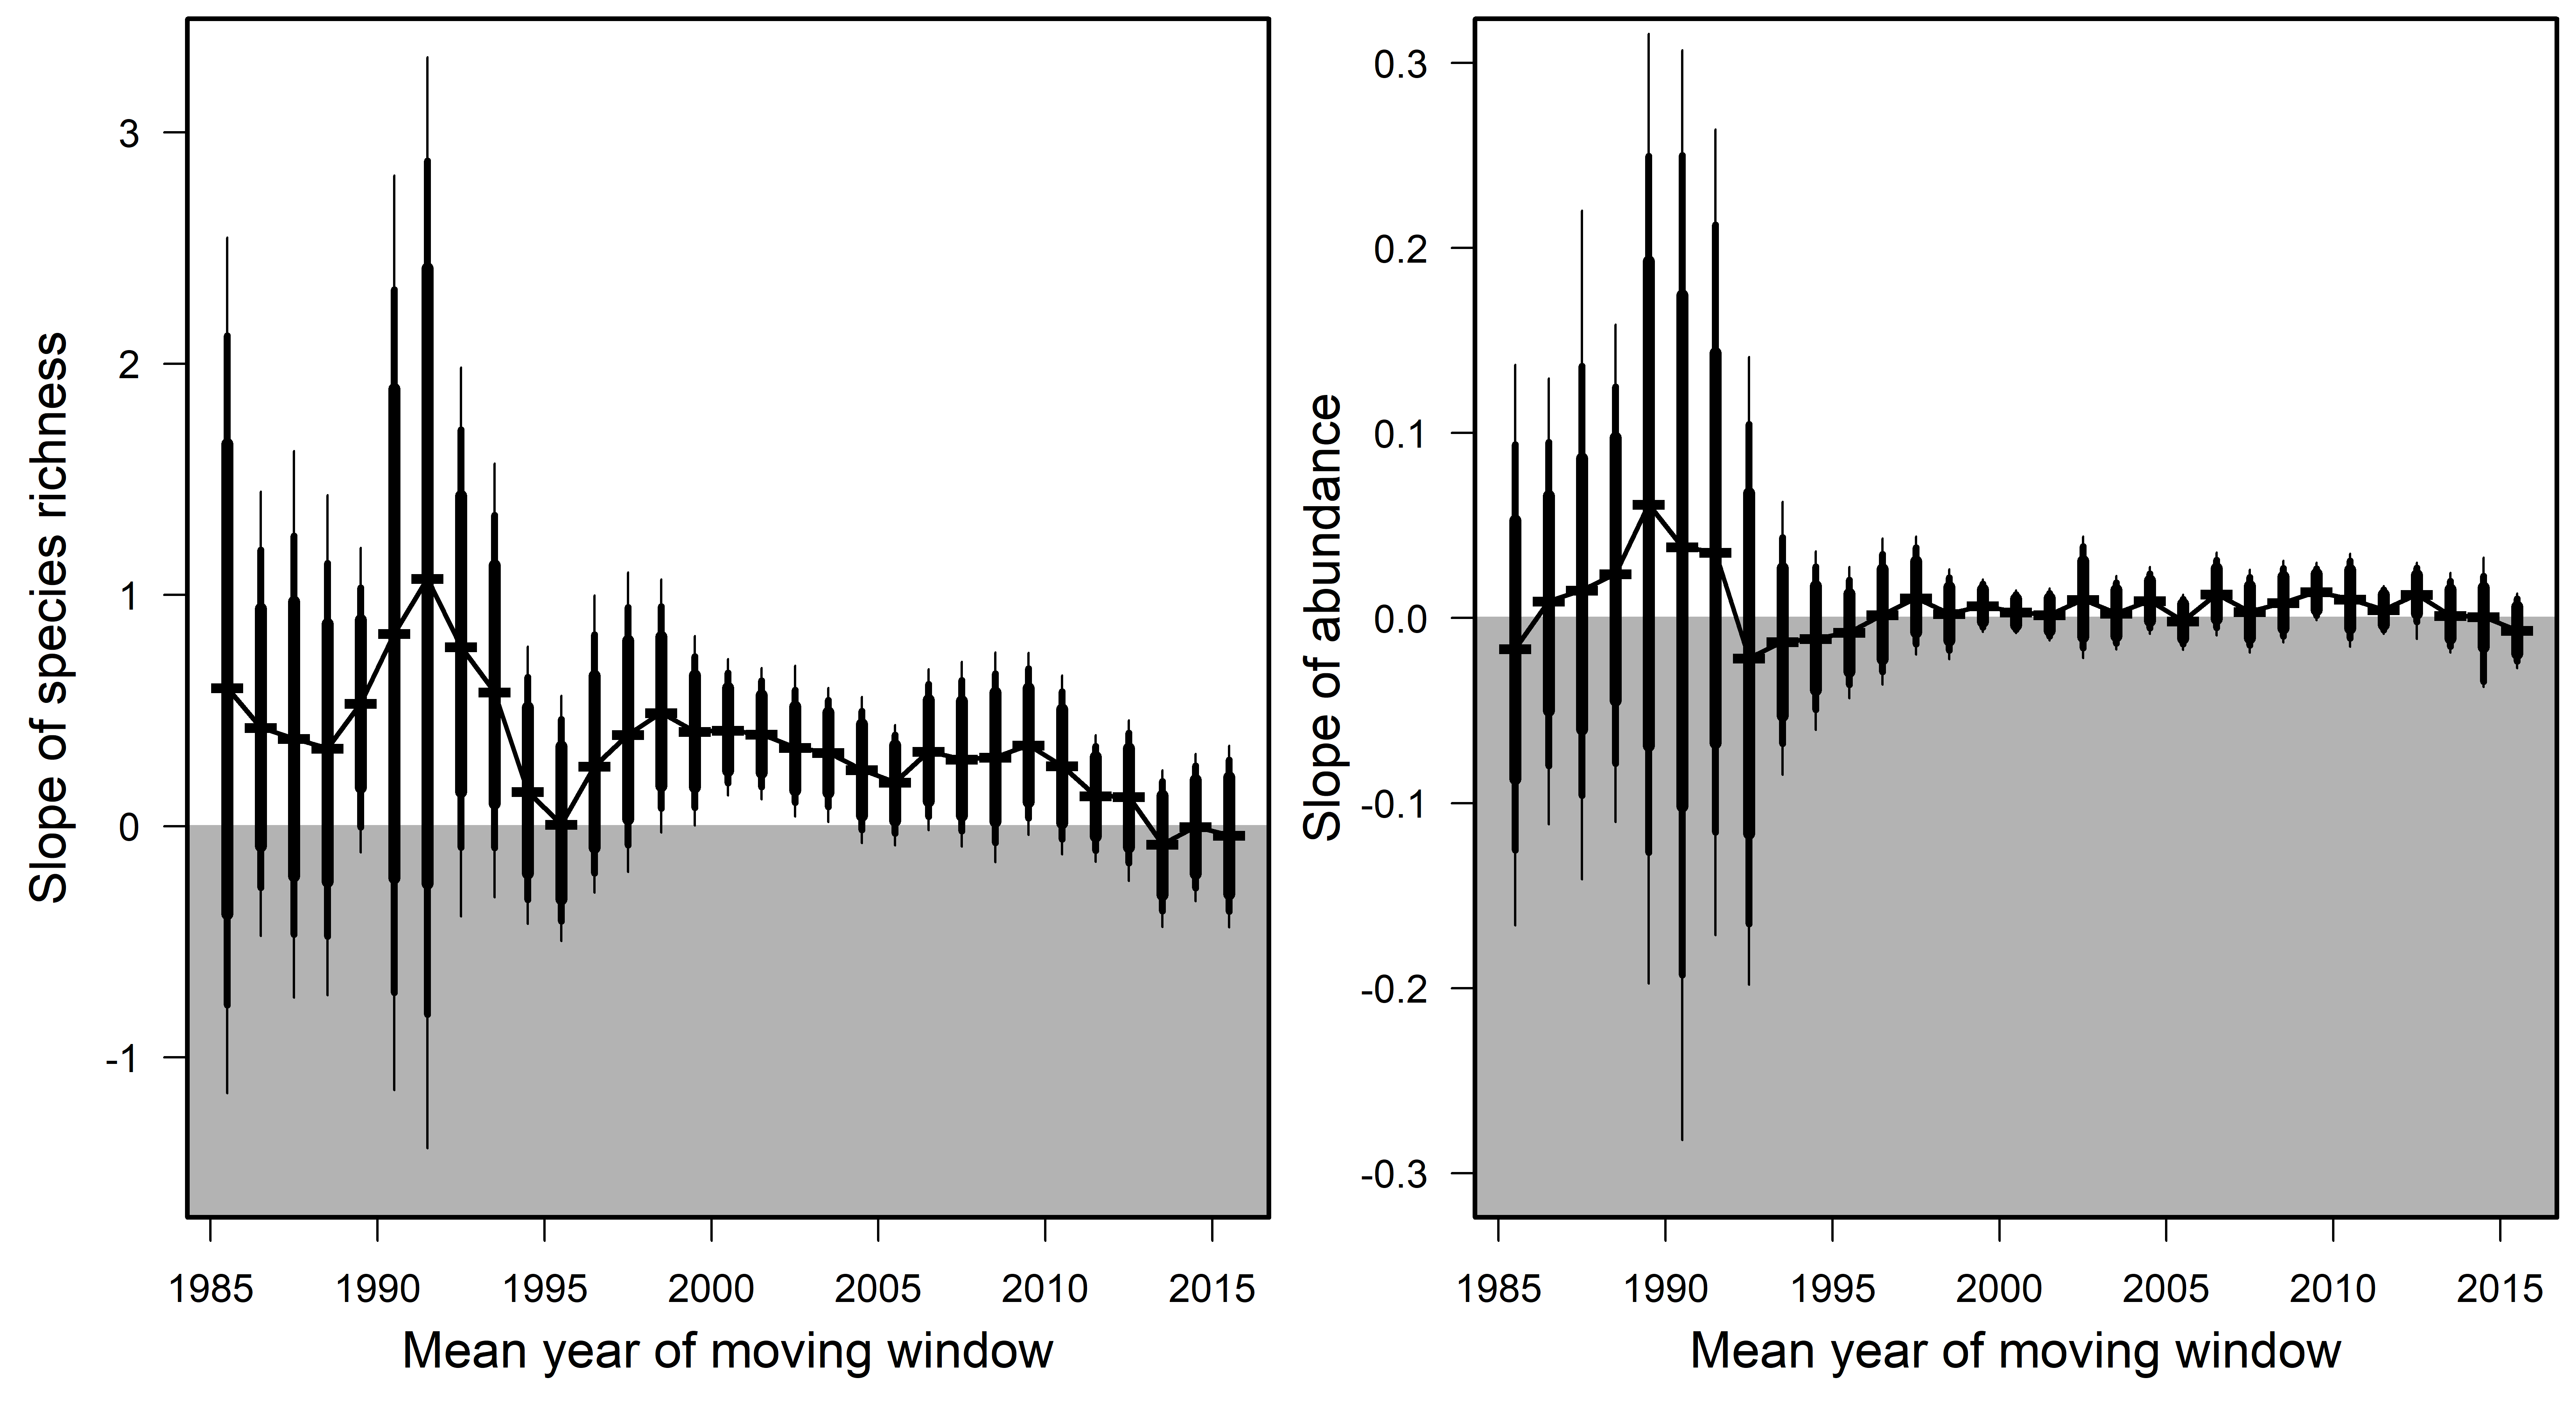 Slope of species richness
3
2
1
0
-1
1985 1990 1995 2000 2005 2010 2015
Mean year of moving window
Slope of abundance
0.3
0.2
0.1
0.0
-0.1
-0.2
-0.3
1985 1990 1995 2000 2005 2010 2015
Mean year of moving window